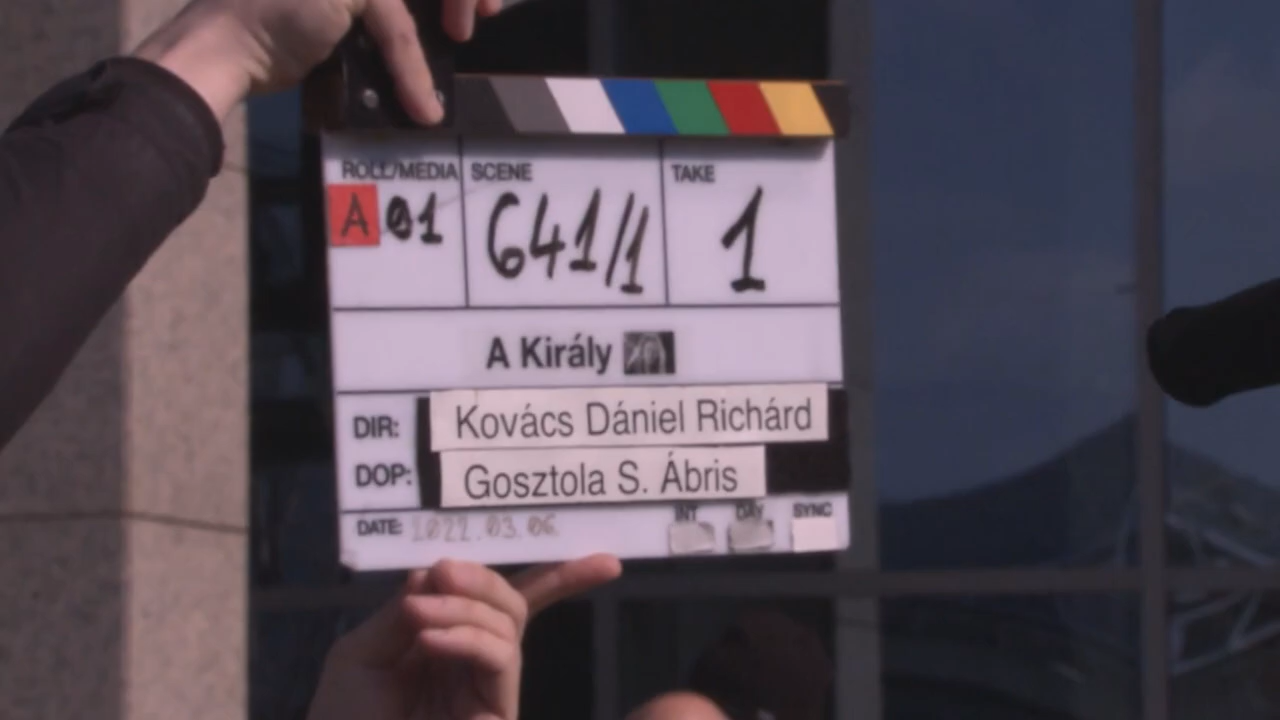 ROLL/MEDIA SCENE TAKE
A 01 641/1 1
A Király
DIR: Kovács Dániel Richárd
DOP: Gosztola S. Ábris
DATE: 2022.03.06. INT DAY SYNC